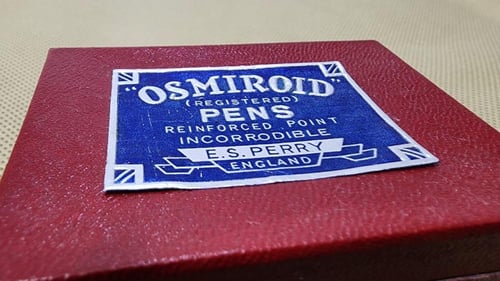 "OSMIROID"
(REGISTERED)
PENS
REINFORCED POINT
INCORRODIBLE
E.S. PERRY
ENGLAND